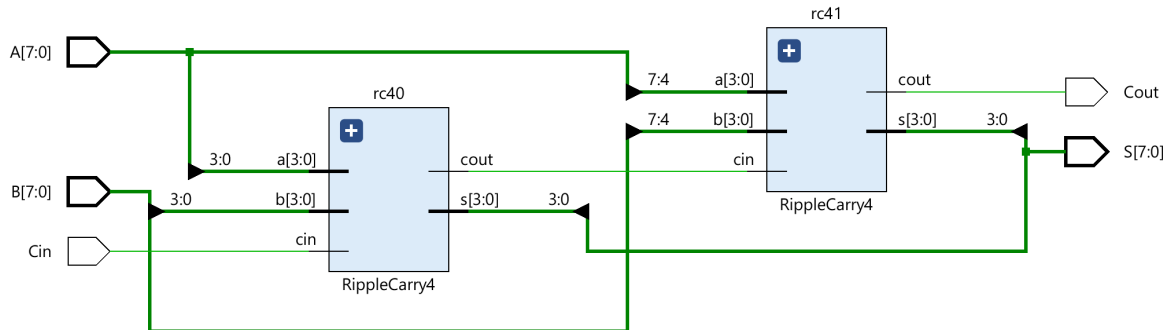 rc41
A[7:0]
7:4
a[3:0]
cout
Cout
rc40
7:4
b[3:0]
s[3:0]
3:0
S[7:0]
3:0
a[3:0]
cout
cin
B[7:0]
3:0
b[3:0]
s[3:0]
3:0
RippleCarry4
Cin
cin
RippleCarry4